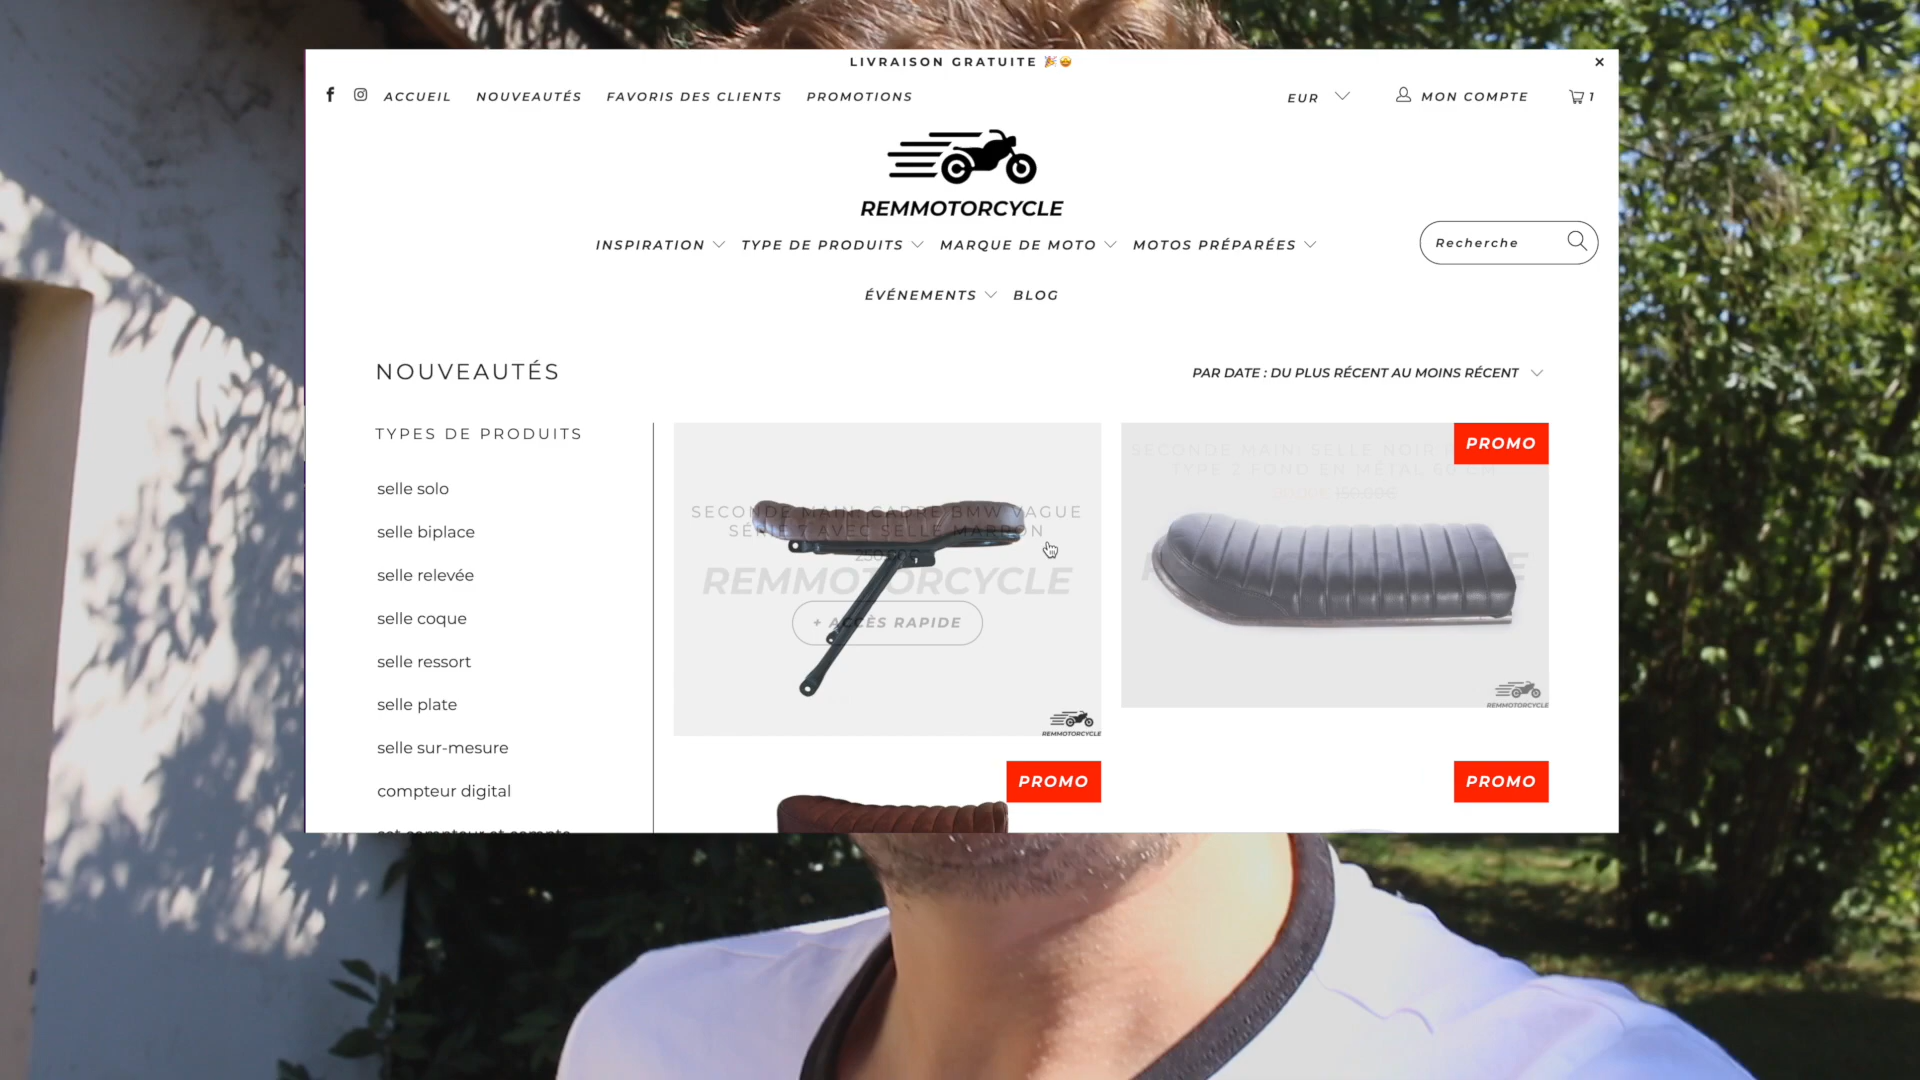 LIVRAISON GRATUITE 🎉🤩
ACCUEIL NOUVEAUTÉS FAVORIS DES CLIENTS PROMOTIONS
EUR MON COMPTE 1
REMMOTORCYCLE
INSPIRATION TYPE DE PRODUITS MARQUE DE MOTO MOTOS PRÉPARÉES
Recherche
ÉVÉNEMENTS BLOG
NOUVEAUTÉS
PAR DATE : DU PLUS RÉCENT AU MOINS RÉCENT
TYPES DE PRODUITS
selle solo
selle biplace
selle relevée
selle coque
selle ressort
selle plate
selle sur-mesure
compteur digital
SECONDE MAIN: CADRE BMW VAGUE
SÉRIE 7 AVEC SELLE MARRON
REMMOTORCYCLE
+ ACCÈS RAPIDE
REMMOTORCYCLE
PROMO
SECONDE MAIN: SELLE NOIR
TYPE 2 FOND EN MÉTAL 60 CM
150.00€
REMMOTORCYCLE
PROMO
PROMO